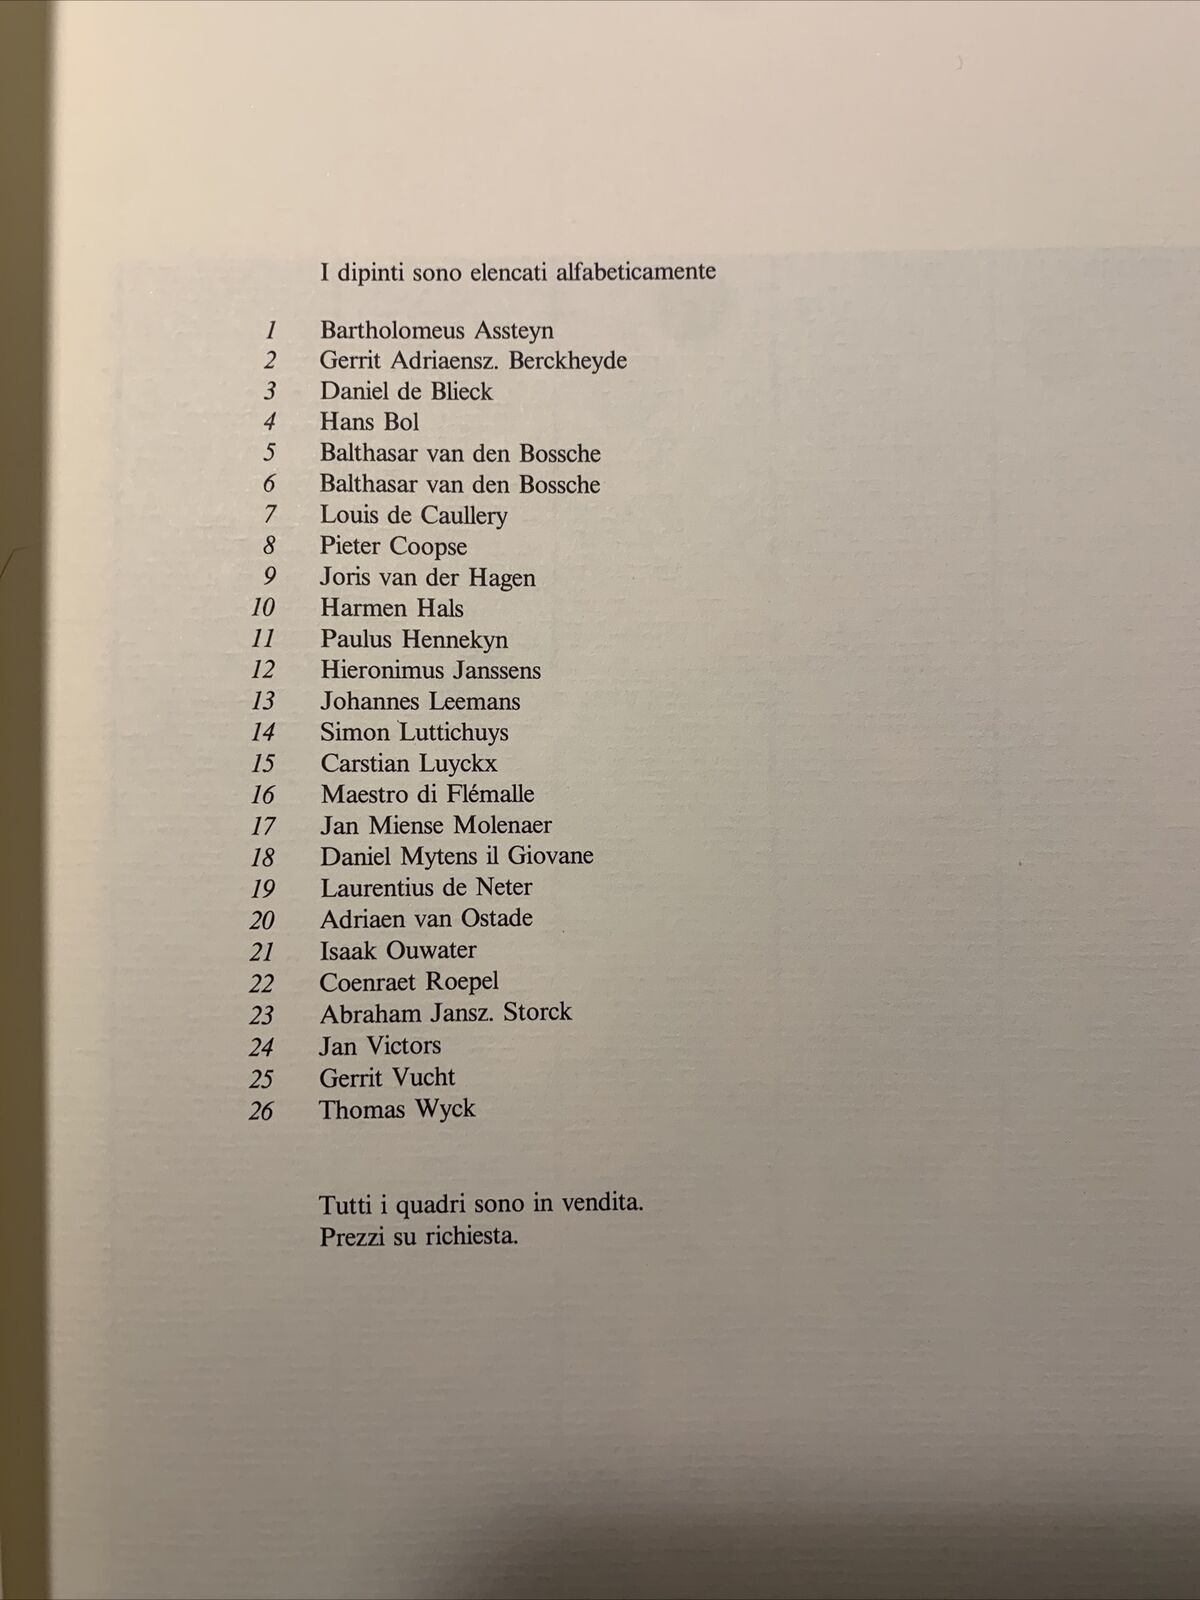 I dipinti sono elencati alfabeticamente
1 Bartholomeus Assteyn
2 Gerrit Adriaensz. Berckheyde
3 Daniel de Blieck
4 Hans Bol
5 Balthasar van den Bossche
6 Balthasar van den Bossche
7 Louis de Caullery
8 Pieter Coopse
9 Joris van der Hagen
10 Harmen Hals
11 Paulus Hennekyn
12 Hieronimus Janssens
13 Johannes Leemans
14 Simon Luttichuys
15 Carstian Luyckx
16 Maestro di Flémalle
17 Jan Miense Molenaer
18 Daniel Mytens il Giovane
19 Laurentius de Neter
20 Adriaen van Ostade
21 Isaak Ouwater
22 Coenraet Roepel
23 Abraham Jansz. Storck
24 Jan Victors
25 Gerrit Vucht
26 Thomas Wyck
Tutti i quadri sono in vendita.
Prezzi su richiesta.